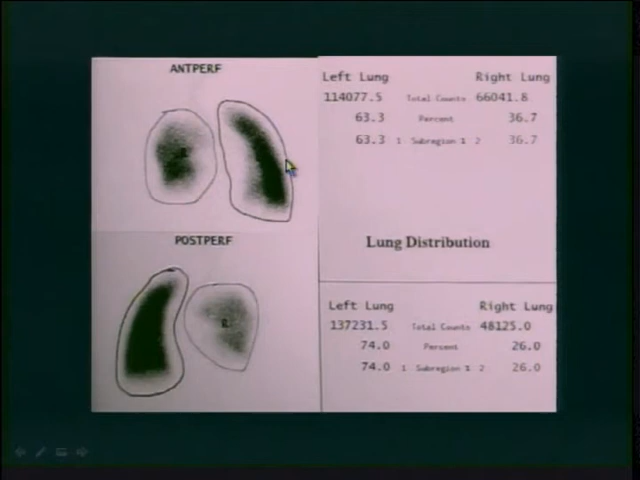 ANTPERF
Left Lung Right Lung
114077.5 Total Counts 66041.8
63.3 Percent 36.7
63.3 1 Subregion 1 2 36.7
Lung Distribution
POSTPERF
Left Lung Right Lung
137231.5 Total Counts 48125.0
74.0 Percent 26.0
74.0 1 Subregion 1 2 26.0